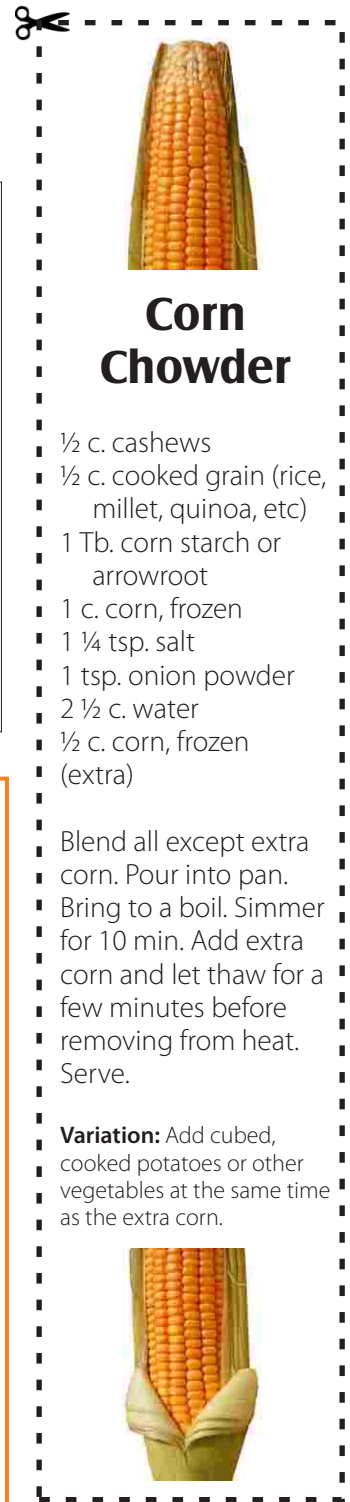 Corn
Chowder
½ c. cashews
½ c. cooked grain (rice,
millet, quinoa, etc)
1 Tb. corn starch or
arrowroot
1 c. corn, frozen
1 ¼ tsp. salt
1 tsp. onion powder
2 ½ c. water
½ c. corn, frozen
(extra)
Blend all except extra
corn. Pour into pan.
Bring to a boil. Simmer
for 10 min. Add extra
corn and let thaw for a
few minutes before
removing from heat.
Serve.
Variation: Add cubed,
cooked potatoes or other
vegetables at the same time
as the extra corn.